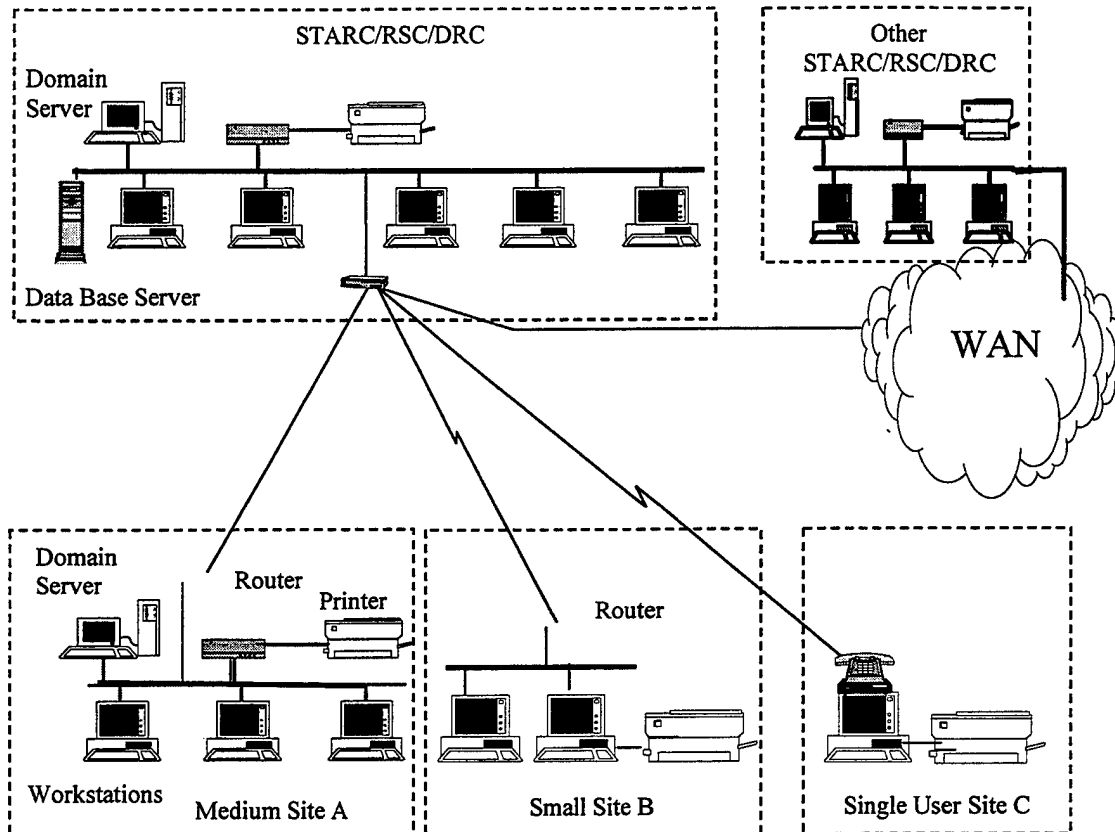 STARC/RSC/DRC
Domain
Server
Data Base Server
Other
STARC/RSC/DRC
WAN
Domain
Server
Router
Printer
Workstations
Medium Site A
Router
Small Site B
Single User Site C